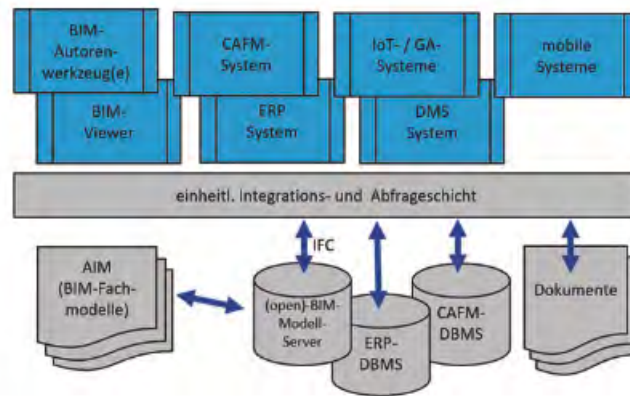 BIM-
Autoren-
werkzeug(e)
CAFM-
System
IoT- / GA-
Systeme
mobile
Systeme
BIM-
Viewer
ERP
System
DMS
System
einheitl. Integrations- und Abfrageschicht
IFC
AIM
(BIM-Fach-
modelle)
(open)-BIM-
Modell-
Server
ERP-
DBMS
CAFM-
DBMS
Dokumente